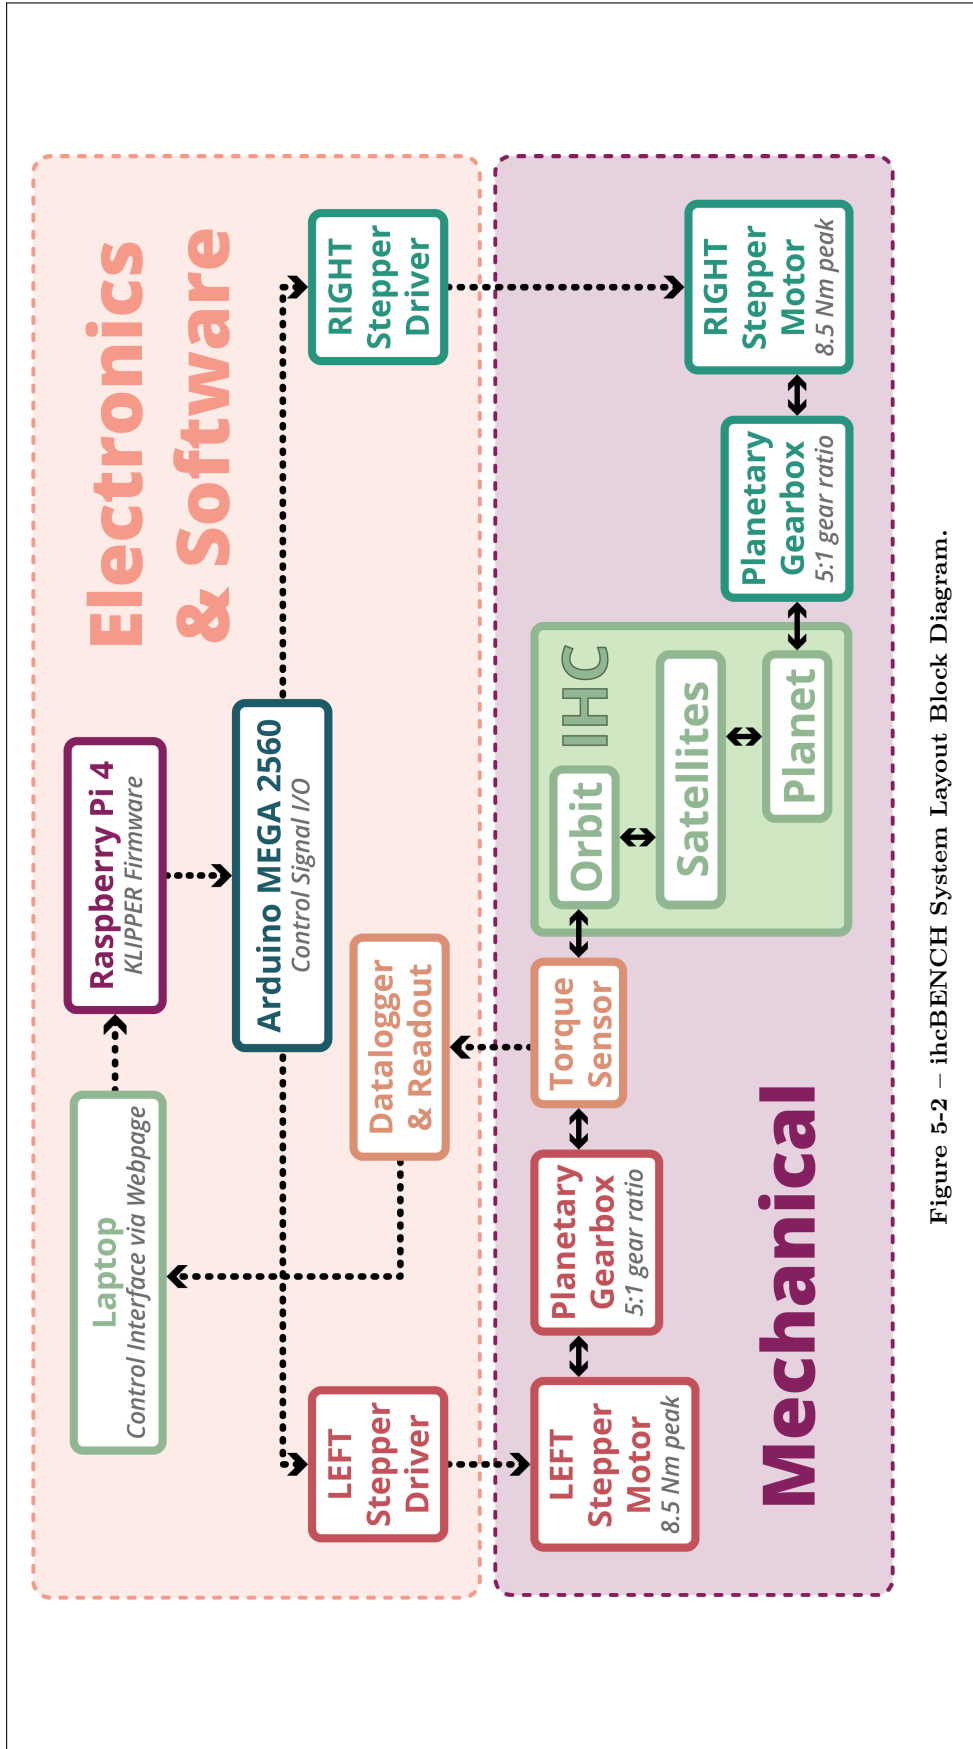 Electronics
& Software
Laptop
Control Interface via Webpage
Raspberry Pi 4
KLIPPER Firmware
Arduino MEGA 2560
Control Signal I/O
LEFT
Stepper
Driver
Datalogger
& Readout
RIGHT
Stepper
Driver
LEFT
Stepper
Motor
8.5 Nm peak
Planetary
Gearbox
5:1 gear ratio
Torque
Sensor
IHC
Orbit
Satellites
Planet
Planetary
Gearbox
5:1 gear ratio
RIGHT
Stepper
Motor
8.5 Nm peak
Mechanical
Figure 5-2 – ihcBENCH System Layout Block Diagram.